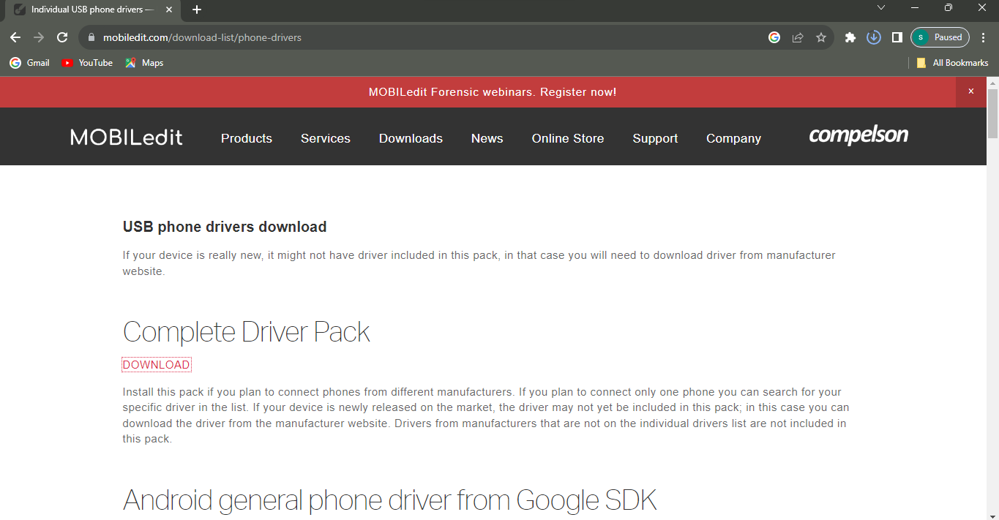 Individual USB phone drivers —
mobiledit.com/download-list/phone-drivers
S
Paused
Gmail
YouTube
Maps
All Bookmarks
MOBILedit Forensic webinars. Register now!
×
MOBILedit
Products
Services
Downloads
News
Online Store
Support
Company
compelson
USB phone drivers download
If your device is really new, it might not have driver included in this pack, in that case you will need to download driver from manufacturer
website.
Complete Driver Pack
DOWNLOAD
Install this pack if you plan to connect phones from different manufacturers. If you plan to connect only one phone you can search for your
specific driver in the list. If your device is newly released on the market, the driver may not yet be included in this pack; in this case you can
download the driver from the manufacturer website. Drivers from manufacturers that are not on the individual drivers list are not included in
this pack.
Android general phone driver from Google SDK